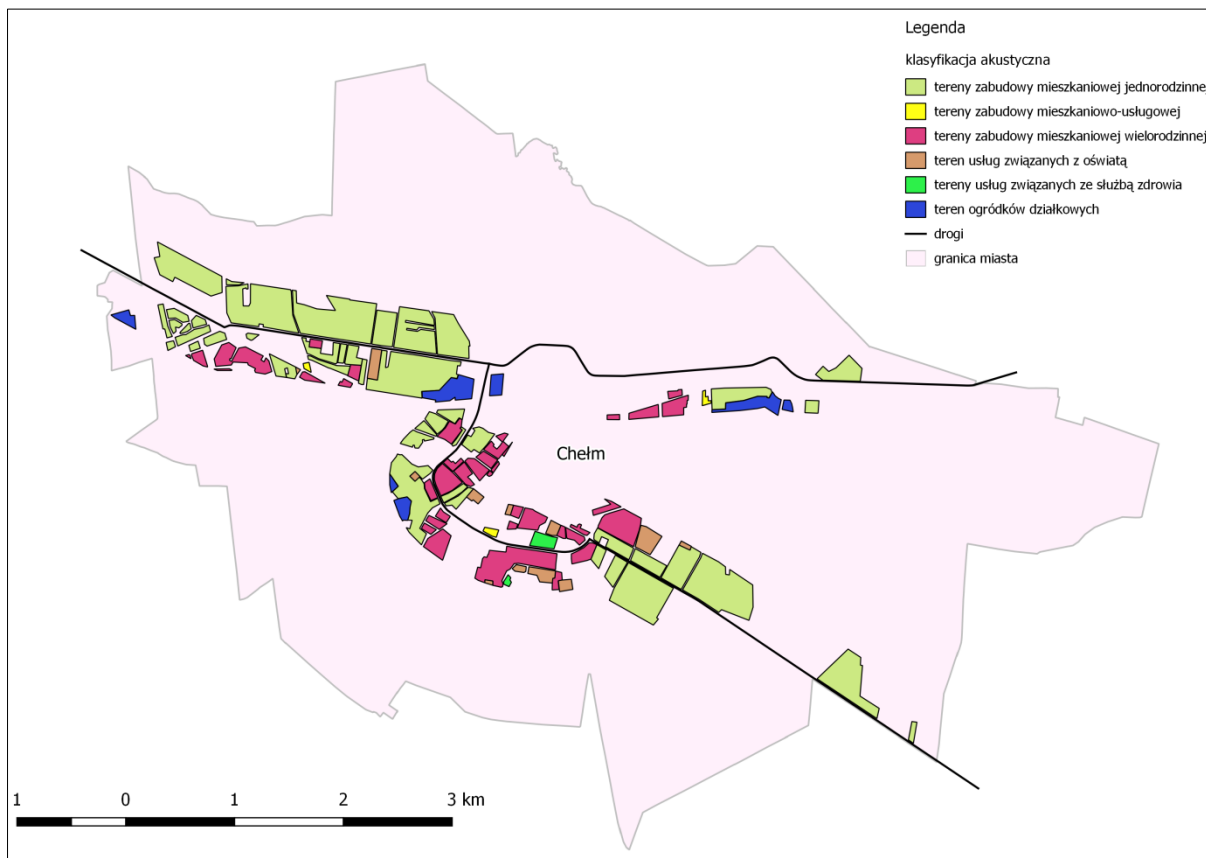 Legenda
klasyfikacja akustyczna
tereny zabudowy mieszkaniowej jednorodzinnej
tereny zabudowy mieszkaniowo-usługowej
tereny zabudowy mieszkaniowej wielorodzinnej
teren usług związanych z oświatą
tereny usług związanych ze służbą zdrowia
teren ogródków działkowych
drogi
granica miasta
Chełm
1 0 1 2 3 km